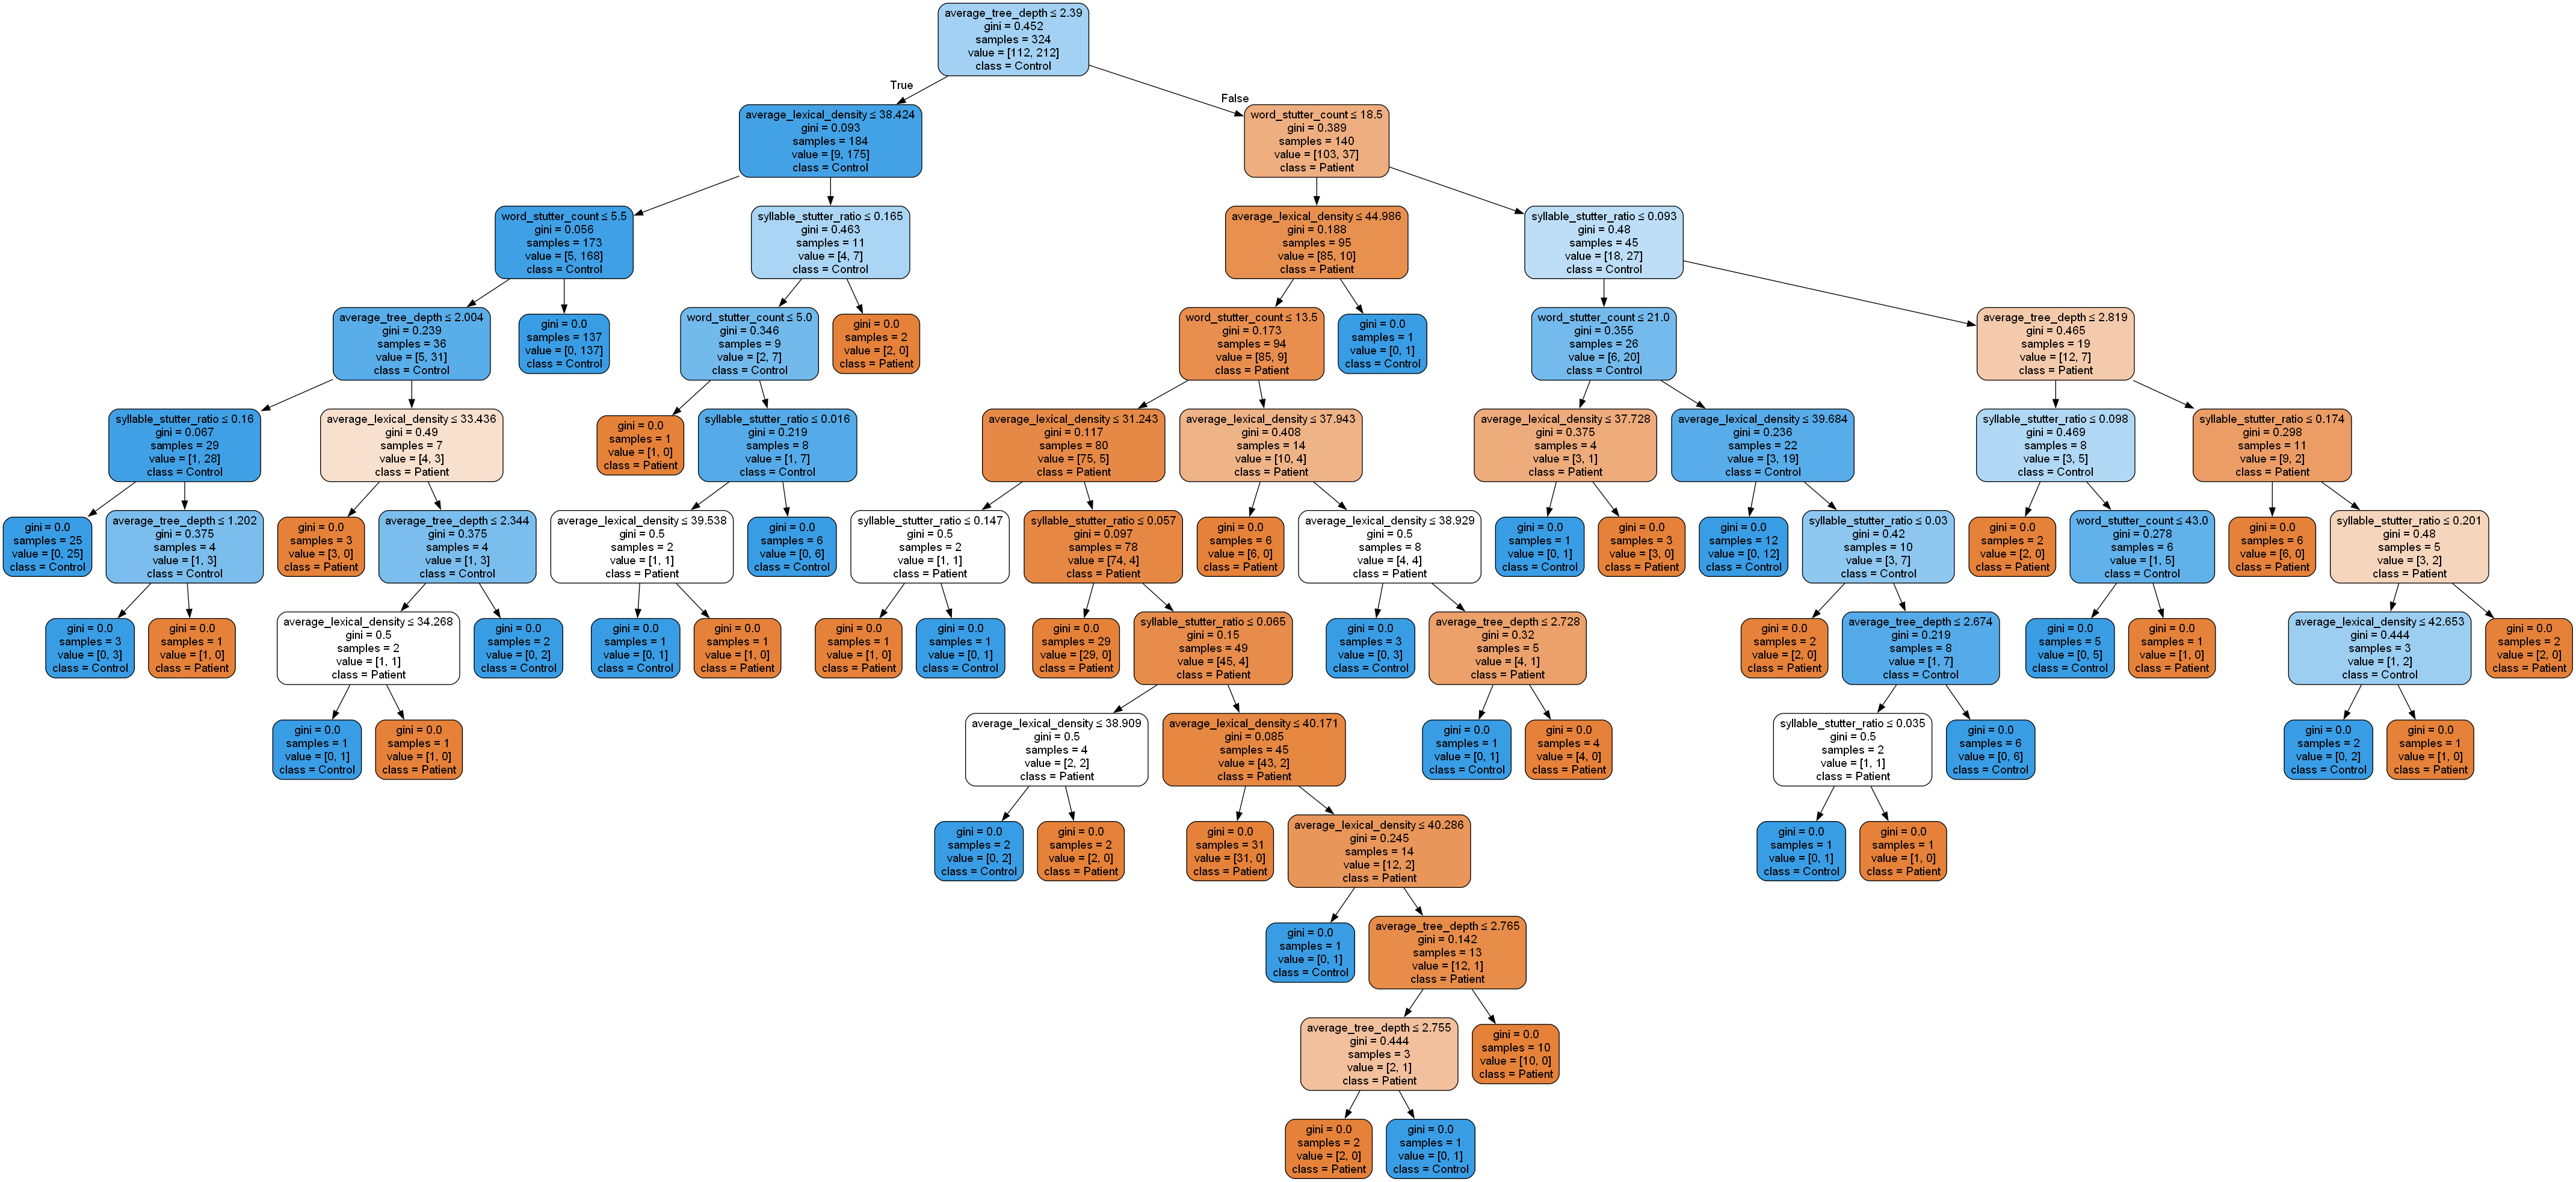 average_tree_depth ≤ 2.39
gini = 0.452
samples = 324
value = [112, 212]
class = Control
True
False
average_lexical_density ≤ 38.424
gini = 0.093
samples = 184
value = [9, 175]
class = Control
word_stutter_count ≤ 18.5
gini = 0.389
samples = 140
value = [103, 37]
class = Patient
word_stutter_count ≤ 5.5
gini = 0.056
samples = 173
value = [5, 168]
class = Control
syllable_stutter_ratio ≤ 0.165
gini = 0.463
samples = 11
value = [4, 7]
class = Control
average_lexical_density ≤ 44.986
gini = 0.188
samples = 95
value = [85, 10]
class = Patient
syllable_stutter_ratio ≤ 0.093
gini = 0.48
samples = 45
value = [18, 27]
class = Control
average_tree_depth ≤ 2.004
gini = 0.239
samples = 36
value = [5, 31]
class = Control
gini = 0.0
samples = 137
value = [0, 137]
class = Control
word_stutter_count ≤ 5.0
gini = 0.346
samples = 9
value = [2, 7]
class = Control
gini = 0.0
samples = 2
value = [2, 0]
class = Patient
word_stutter_count ≤ 13.5
gini = 0.173
samples = 94
value = [85, 9]
class = Patient
gini = 0.0
samples = 1
value = [0, 1]
class = Control
word_stutter_count ≤ 21.0
gini = 0.355
samples = 26
value = [6, 20]
class = Control
average_tree_depth ≤ 2.819
gini = 0.465
samples = 19
value = [12, 7]
class = Patient
syllable_stutter_ratio ≤ 0.16
gini = 0.067
samples = 29
value = [1, 28]
class = Control
average_lexical_density ≤ 33.436
gini = 0.49
samples = 7
value = [4, 3]
class = Patient
gini = 0.0
samples = 1
value = [1, 0]
class = Patient
syllable_stutter_ratio ≤ 0.016
gini = 0.219
samples = 8
value = [1, 7]
class = Control
average_lexical_density ≤ 31.243
gini = 0.117
samples = 80
value = [75, 5]
class = Patient
average_lexical_density ≤ 37.943
gini = 0.408
samples = 14
value = [10, 4]
class = Patient
average_lexical_density ≤ 37.728
gini = 0.375
samples = 4
value = [3, 1]
class = Patient
average_lexical_density ≤ 39.684
gini = 0.236
samples = 22
value = [3, 19]
class = Control
syllable_stutter_ratio ≤ 0.098
gini = 0.469
samples = 8
value = [3, 5]
class = Control
syllable_stutter_ratio ≤ 0.174
gini = 0.298
samples = 11
value = [9, 2]
class = Patient
gini = 0.0
samples = 25
value = [0, 25]
class = Control
average_tree_depth ≤ 1.202
gini = 0.375
samples = 4
value = [1, 3]
class = Control
gini = 0.0
samples = 3
value = [3, 0]
class = Patient
average_tree_depth ≤ 2.344
gini = 0.375
samples = 4
value = [1, 3]
class = Control
average_lexical_density ≤ 39.538
gini = 0.5
samples = 2
value = [1, 1]
class = Patient
gini = 0.0
samples = 6
value = [0, 6]
class = Control
syllable_stutter_ratio ≤ 0.147
gini = 0.5
samples = 2
value = [1, 1]
class = Patient
syllable_stutter_ratio ≤ 0.057
gini = 0.097
samples = 78
value = [74, 4]
class = Patient
gini = 0.0
samples = 6
value = [6, 0]
class = Patient
average_lexical_density ≤ 38.929
gini = 0.5
samples = 8
value = [4, 4]
class = Patient
gini = 0.0
samples = 1
value = [0, 1]
class = Control
gini = 0.0
samples = 3
value = [3, 0]
class = Patient
gini = 0.0
samples = 12
value = [0, 12]
class = Control
syllable_stutter_ratio ≤ 0.03
gini = 0.42
samples = 10
value = [3, 7]
class = Control
gini = 0.0
samples = 2
value = [2, 0]
class = Patient
word_stutter_count ≤ 43.0
gini = 0.278
samples = 6
value = [1, 5]
class = Control
gini = 0.0
samples = 6
value = [6, 0]
class = Patient
syllable_stutter_ratio ≤ 0.201
gini = 0.48
samples = 5
value = [3, 2]
class = Patient
gini = 0.0
samples = 3
value = [0, 3]
class = Control
gini = 0.0
samples = 1
value = [1, 0]
class = Patient
average_lexical_density ≤ 34.268
gini = 0.5
samples = 2
value = [1, 1]
class = Patient
gini = 0.0
samples = 2
value = [0, 2]
class = Control
gini = 0.0
samples = 1
value = [0, 1]
class = Control
gini = 0.0
samples = 1
value = [1, 0]
class = Patient
gini = 0.0
samples = 1
value = [1, 0]
class = Patient
gini = 0.0
samples = 1
value = [0, 1]
class = Control
gini = 0.0
samples = 29
value = [29, 0]
class = Patient
syllable_stutter_ratio ≤ 0.065
gini = 0.15
samples = 49
value = [45, 4]
class = Patient
gini = 0.0
samples = 3
value = [0, 3]
class = Control
average_tree_depth ≤ 2.728
gini = 0.32
samples = 5
value = [4, 1]
class = Patient
gini = 0.0
samples = 2
value = [2, 0]
class = Patient
average_tree_depth ≤ 2.674
gini = 0.219
samples = 8
value = [1, 7]
class = Control
gini = 0.0
samples = 5
value = [0, 5]
class = Control
gini = 0.0
samples = 1
value = [1, 0]
class = Patient
average_lexical_density ≤ 42.653
gini = 0.444
samples = 3
value = [1, 2]
class = Control
gini = 0.0
samples = 2
value = [2, 0]
class = Patient
gini = 0.0
samples = 1
value = [0, 1]
class = Control
gini = 0.0
samples = 1
value = [1, 0]
class = Patient
average_lexical_density ≤ 38.909
gini = 0.5
samples = 4
value = [2, 2]
class = Patient
average_lexical_density ≤ 40.171
gini = 0.085
samples = 45
value = [43, 2]
class = Patient
gini = 0.0
samples = 1
value = [0, 1]
class = Control
gini = 0.0
samples = 4
value = [4, 0]
class = Patient
syllable_stutter_ratio ≤ 0.035
gini = 0.5
samples = 2
value = [1, 1]
class = Patient
gini = 0.0
samples = 6
value = [0, 6]
class = Control
gini = 0.0
samples = 2
value = [0, 2]
class = Control
gini = 0.0
samples = 1
value = [1, 0]
class = Patient
gini = 0.0
samples = 2
value = [0, 2]
class = Control
gini = 0.0
samples = 2
value = [2, 0]
class = Patient
gini = 0.0
samples = 31
value = [31, 0]
class = Patient
average_lexical_density ≤ 40.286
gini = 0.245
samples = 14
value = [12, 2]
class = Patient
gini = 0.0
samples = 1
value = [0, 1]
class = Control
gini = 0.0
samples = 1
value = [1, 0]
class = Patient
gini = 0.0
samples = 1
value = [0, 1]
class = Control
average_tree_depth ≤ 2.765
gini = 0.142
samples = 13
value = [12, 1]
class = Patient
average_tree_depth ≤ 2.755
gini = 0.444
samples = 3
value = [2, 1]
class = Patient
gini = 0.0
samples = 10
value = [10, 0]
class = Patient
gini = 0.0
samples = 2
value = [2, 0]
class = Patient
gini = 0.0
samples = 1
value = [0, 1]
class = Control